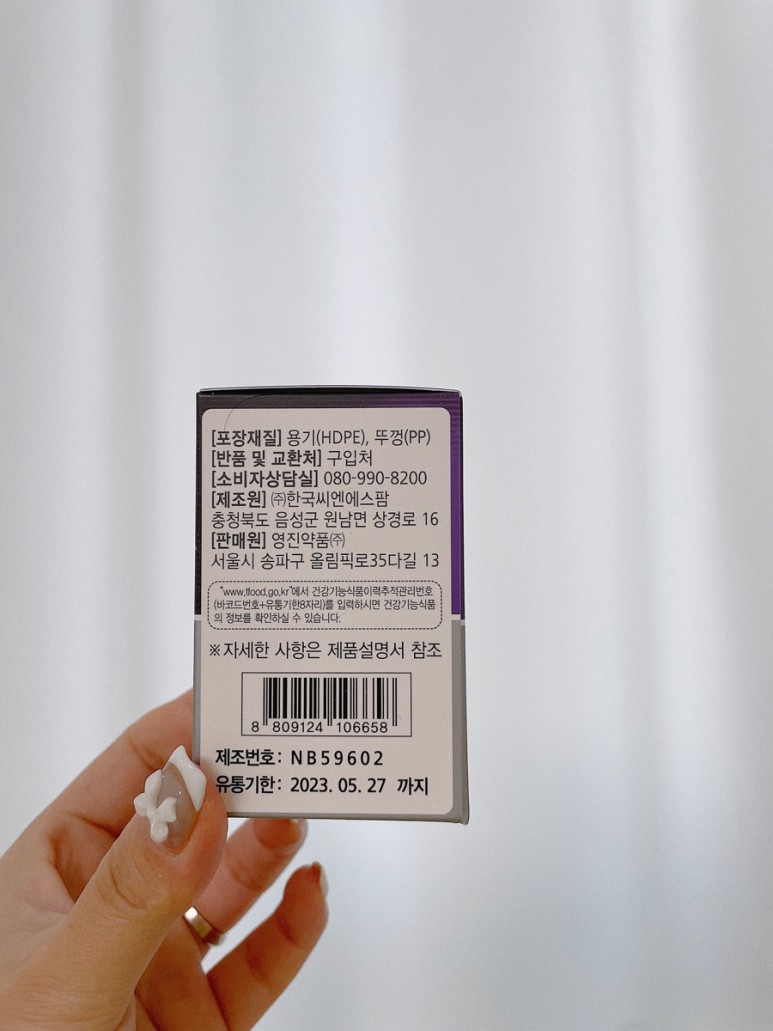 [포장재질] 용기(HDPE), 뚜껑(PP)
[반품 및 교환처] 구입처
[소비자상담실] 080-990-8200
[제조원] ㈜한국씨엔에스팜
충청북도 음성군 원남면 상경로 16
[판매원] 영진약품㈜
서울시 송파구 올림픽로35다길 13
"www.tfood.go.kr"에서 건강기능식품이력추적관리번호
(바코드번호+유통기한8자리)를 입력하시면 건강기능식품
의 정보를 확인하실 수 있습니다.
※자세한 사항은 제품설명서 참조
8 809124 106658
제조번호: NB59602
유통기한: 2023. 05. 27 까지